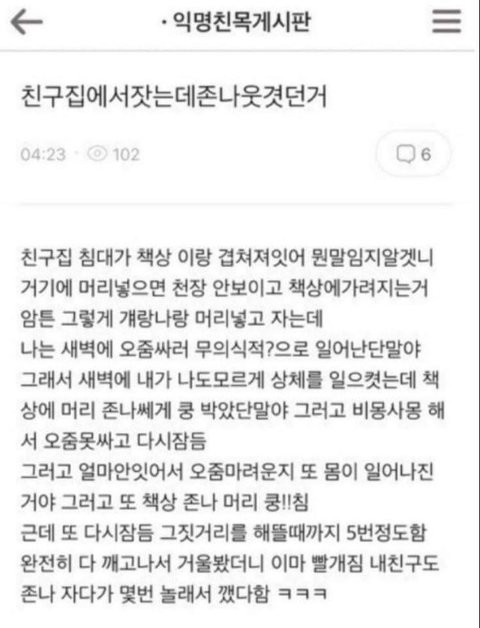 · 익명친목게시판
친구집에서잣는데존나웃겻던거
04:23 · 102
6
친구집 침대가 책상 이랑 겹쳐져잇어 뭔말임지알겟니
거기에 머리넣으면 천장 안보이고 책상에가려지는거
암튼 그렇게 걔랑나랑 머리넣고 자는데
나는 새벽에 오줌싸러 무의식적?으로 일어난단말야
그래서 새벽에 내가 나도모르게 상체를 일으켯는데 책
상에 머리 존나쎄게 쿵 박았단말야 그러고 비몽사몽 해
서 오줌못싸고 다시잠듬
그러고 얼마안잇어서 오줌마려운지 또 몸이 일어나진
거야 그러고 또 책상 존나 머리 쿵!!침
근데 또 다시잠듬 그짓거리를 해뜰때까지 5번정도함
완전히 다 깨고나서 거울봤더니 이마 빨개짐 내친구도
존나 자다가 몇번 놀래서 깼다함 ㅋㅋㅋ